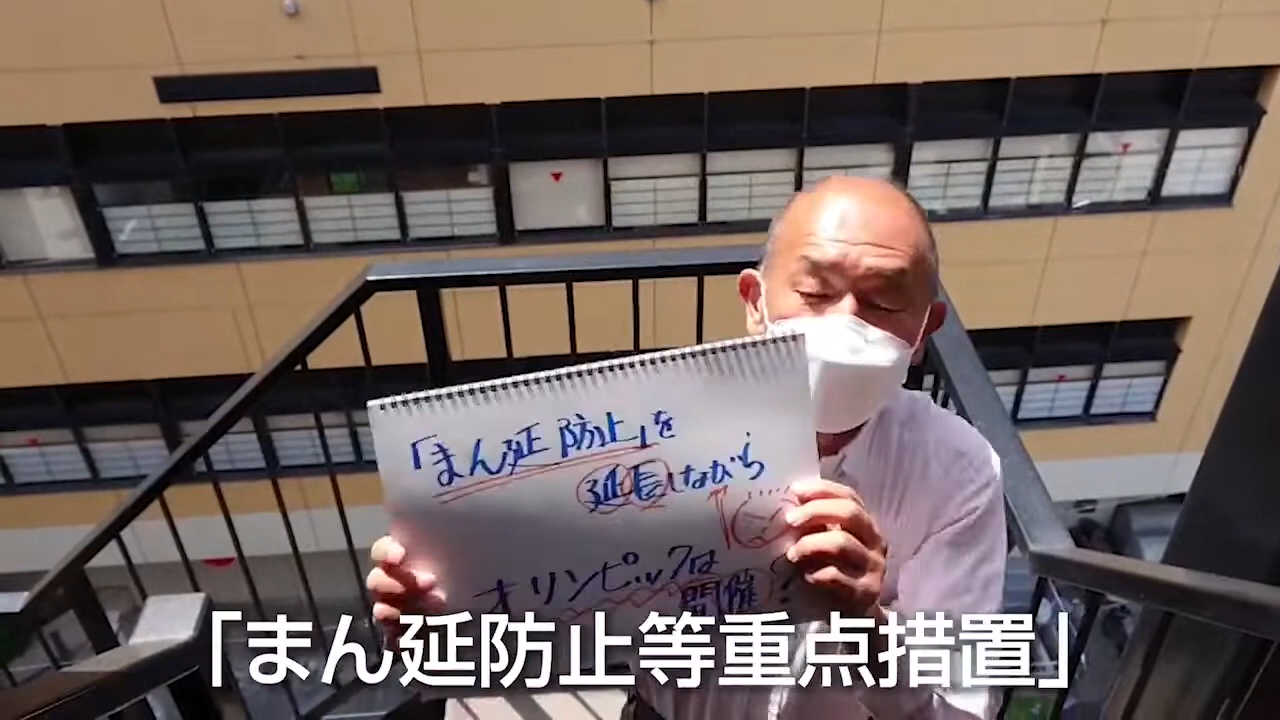 「まん延防止」を
延長しながら
オリンピックは
開催?
「まん延防止等重点措置」